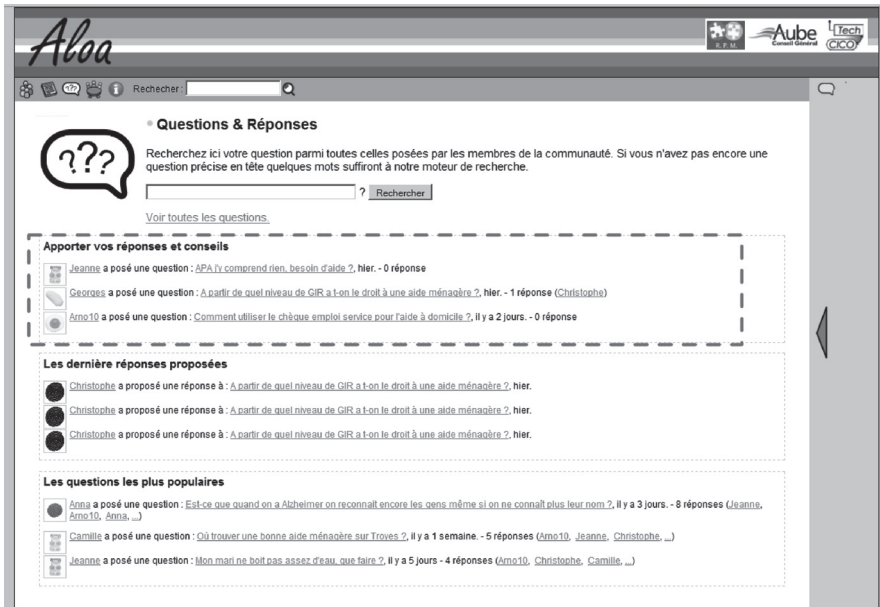 Aloa
R.P.M.
Aube
Conseil Général
Tech
CICO
Rechecher :
Questions & Réponses
???
Recherchez ici votre question parmi toutes celles posées par les membres de la communauté. Si vous n'avez pas encore une
question précise en tête quelques mots suffiront à notre moteur de recherche.
? Rechercher
Voir toutes les questions.
Apporter vos réponses et conseils
Jeanne a posé une question : APA j'y comprend rien, besoin d'aide ?, hier. - 0 réponse
Georges a posé une question : A partir de quel niveau de GIR a t-on le droit à une aide ménagère ?, hier. - 1 réponse (Christophe)
Arno10 a posé une question : Comment utiliser le chèque emploi service pour l'aide à domicile ?, il y a 2 jours. - 0 réponse
Les dernière réponses proposées
Christophe a proposé une réponse à : A partir de quel niveau de GIR a t-on le droit à une aide ménagère ?, hier.
Christophe a proposé une réponse à : A partir de quel niveau de GIR a t-on le droit à une aide ménagère ?, hier.
Christophe a proposé une réponse à : A partir de quel niveau de GIR a t-on le droit à une aide ménagère ?, hier.
Les questions les plus populaires
Anna a posé une question : Est-ce que quand on a Alzheimer on reconnait encore les gens même si on ne connaît plus leur nom ?, il y a 3 jours. - 8 réponses (Jeanne,
Arno10, Anna, ...)
Camille a posé une question : Où trouver une bonne aide ménagère sur Troyes ?, il y a 1 semaine. - 5 réponses (Arno10, Jeanne, Christophe, ...)
Jeanne a posé une question : Mon mari ne boit pas assez d'eau, que faire ?, il y a 5 jours - 4 réponses (Arno10, Christophe, Camille, ...)